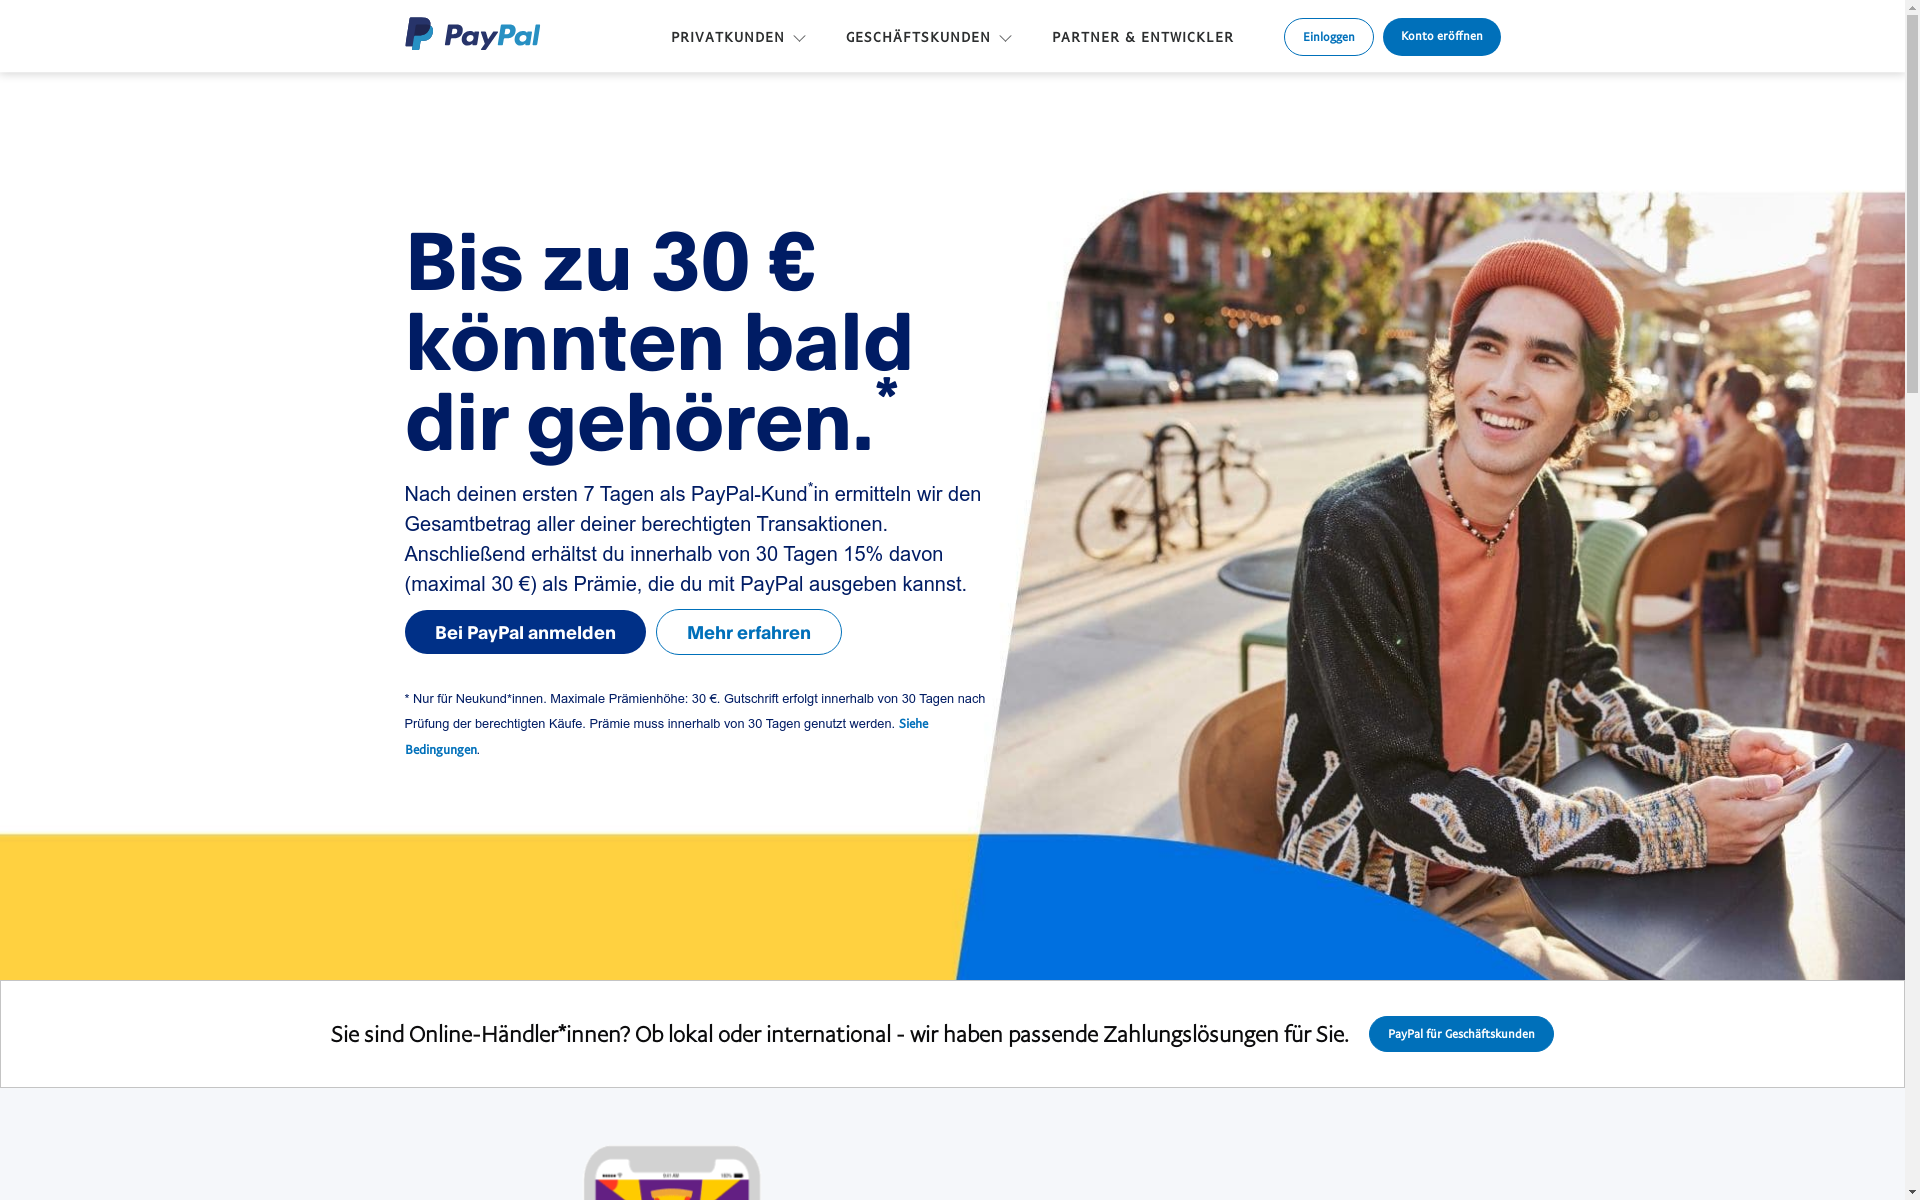 PayPal
PRIVATKUNDEN
GESCHÄFTSKUNDEN
PARTNER & ENTWICKLER
Einloggen
Konto eröffnen
Bis zu 30 €
könnten bald
dir gehören.*
Nach deinen ersten 7 Tagen als PayPal-Kund*in ermitteln wir den
Gesamtbetrag aller deiner berechtigten Transaktionen.
Anschließend erhältst du innerhalb von 30 Tagen 15% davon
(maximal 30 €) als Prämie, die du mit PayPal ausgeben kannst.
Bei PayPal anmelden
Mehr erfahren
* Nur für Neukund*innen. Maximale Prämienhöhe: 30 €. Gutschrift erfolgt innerhalb von 30 Tagen nach
Prüfung der berechtigten Käufe. Prämie muss innerhalb von 30 Tagen genutzt werden. Siehe
Bedingungen.
Sie sind Online-Händler*innen? Ob lokal oder international - wir haben passende Zahlungslösungen für Sie.
PayPal für Geschäftskunden
9:41 AM
100%